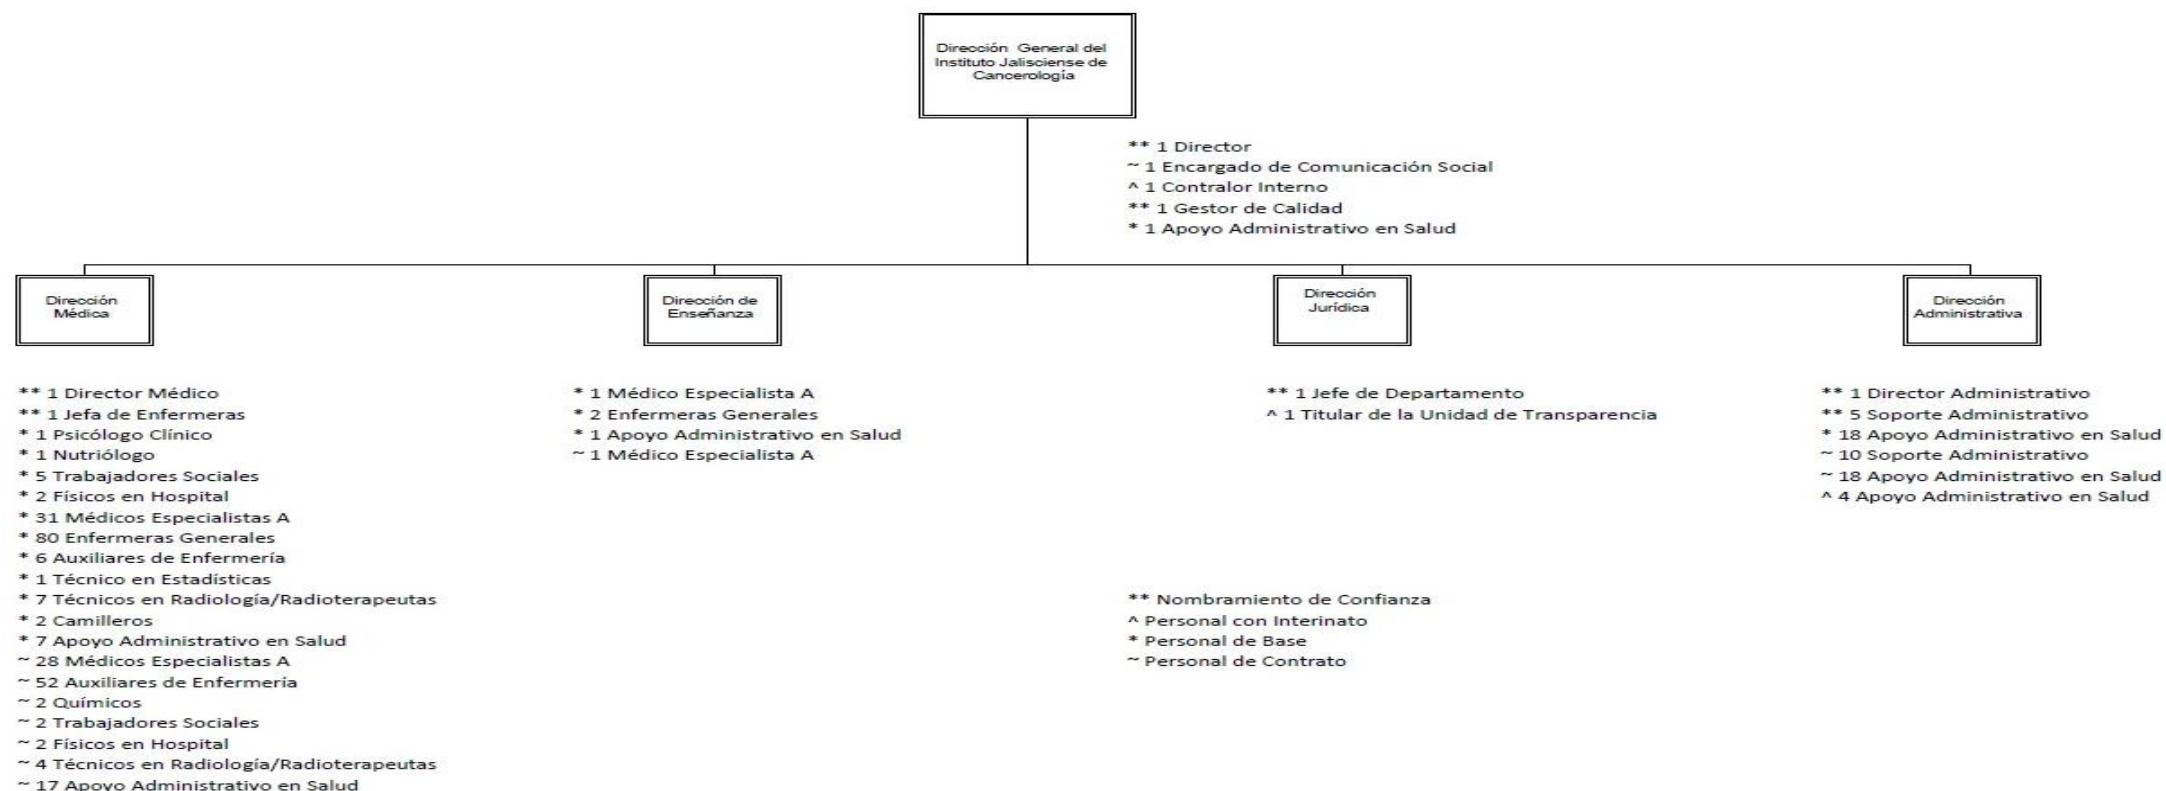 Dirección General del
Instituto Jalisciense de
Cancerología
** 1 Director
~ 1 Encargado de Comunicación Social
^ 1 Contralor Interno
** 1 Gestor de Calidad
* 1 Apoyo Administrativo en Salud
Dirección
Médica
** 1 Director Médico
** 1 Jefa de Enfermeras
* 1 Psicólogo Clínico
* 1 Nutriólogo
* 5 Trabajadores Sociales
* 2 Físicos en Hospital
* 31 Médicos Especialistas A
* 80 Enfermeras Generales
* 6 Auxiliares de Enfermería
* 1 Técnico en Estadísticas
* 7 Técnicos en Radiología/Radioterapeutas
* 2 Camilleros
* 7 Apoyo Administrativo en Salud
~ 28 Médicos Especialistas A
~ 52 Auxiliares de Enfermería
~ 2 Químicos
~ 2 Trabajadores Sociales
~ 2 Físicos en Hospital
~ 4 Técnicos en Radiología/Radioterapeutas
~ 17 Apoyo Administrativo en Salud
Dirección de
Enseñanza
* 1 Médico Especialista A
* 2 Enfermeras Generales
* 1 Apoyo Administrativo en Salud
~ 1 Médico Especialista A
Dirección
Jurídica
** 1 Jefe de Departamento
^ 1 Titular de la Unidad de Transparencia
Dirección
Administrativa
** 1 Director Administrativo
** 5 Soporte Administrativo
* 18 Apoyo Administrativo en Salud
~ 10 Soporte Administrativo
~ 18 Apoyo Administrativo en Salud
^ 4 Apoyo Administrativo en Salud
** Nombramiento de Confianza
^ Personal con Interinato
* Personal de Base
~ Personal de Contrato